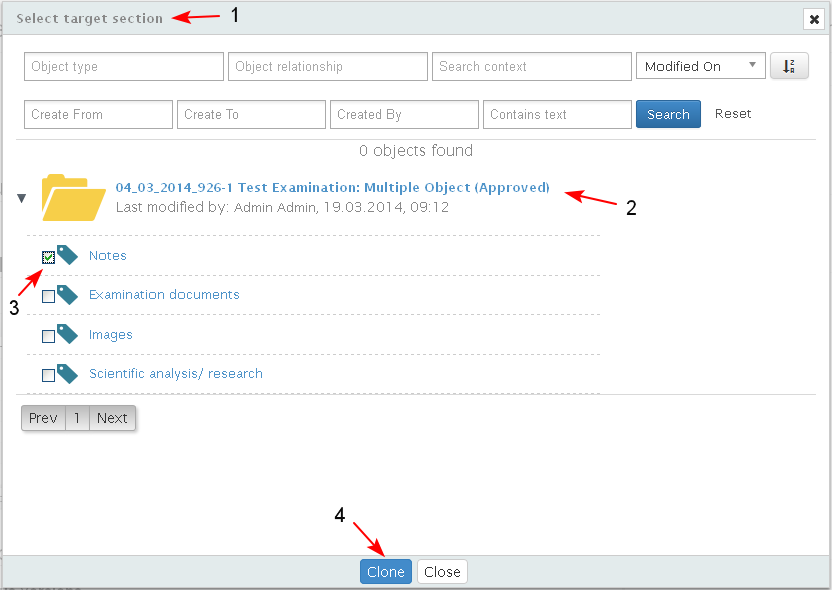 Select target section
1
Object type
Object relationship
Search context
Modified On
Create From
Create To
Created By
Contains text
Search
Reset
0 objects found
04_03_2014_926-1 Test Examination: Multiple Object (Approved)
Last modified by: Admin Admin, 19.03.2014, 09:12
2
Notes
3
Examination documents
Images
Scientific analysis/ research
Prev 1 Next
4
Clone
Close